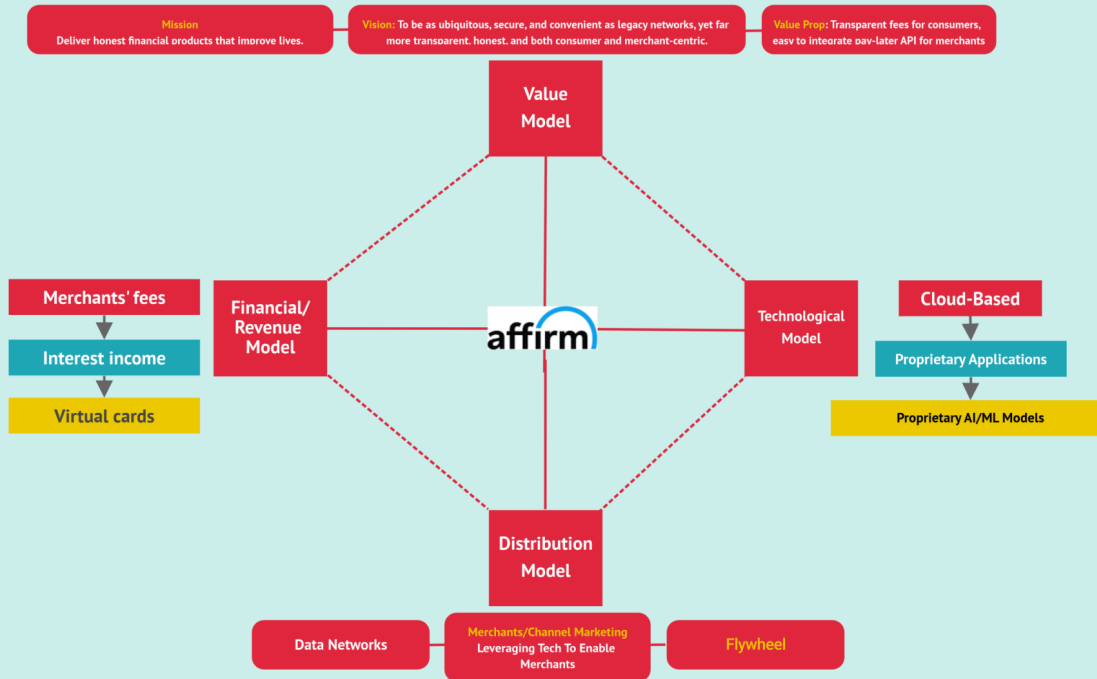 Mission
Deliver honest financial products that improve lives.
Vision: To be as ubiquitous, secure, and convenient as legacy networks, yet far
more transparent, honest, and both consumer and merchant-centric.
Value Prop: Transparent fees for consumers,
easy to integrate pay-later API for merchants
Value
Model
Merchants' fees
Interest income
Virtual cards
Financial/
Revenue
Model
affirm
Technological
Model
Cloud-Based
Proprietary Applications
Proprietary AI/ML Models
Distribution
Model
Data Networks
Merchants/Channel Marketing
Leveraging Tech To Enable
Merchants
Flywheel